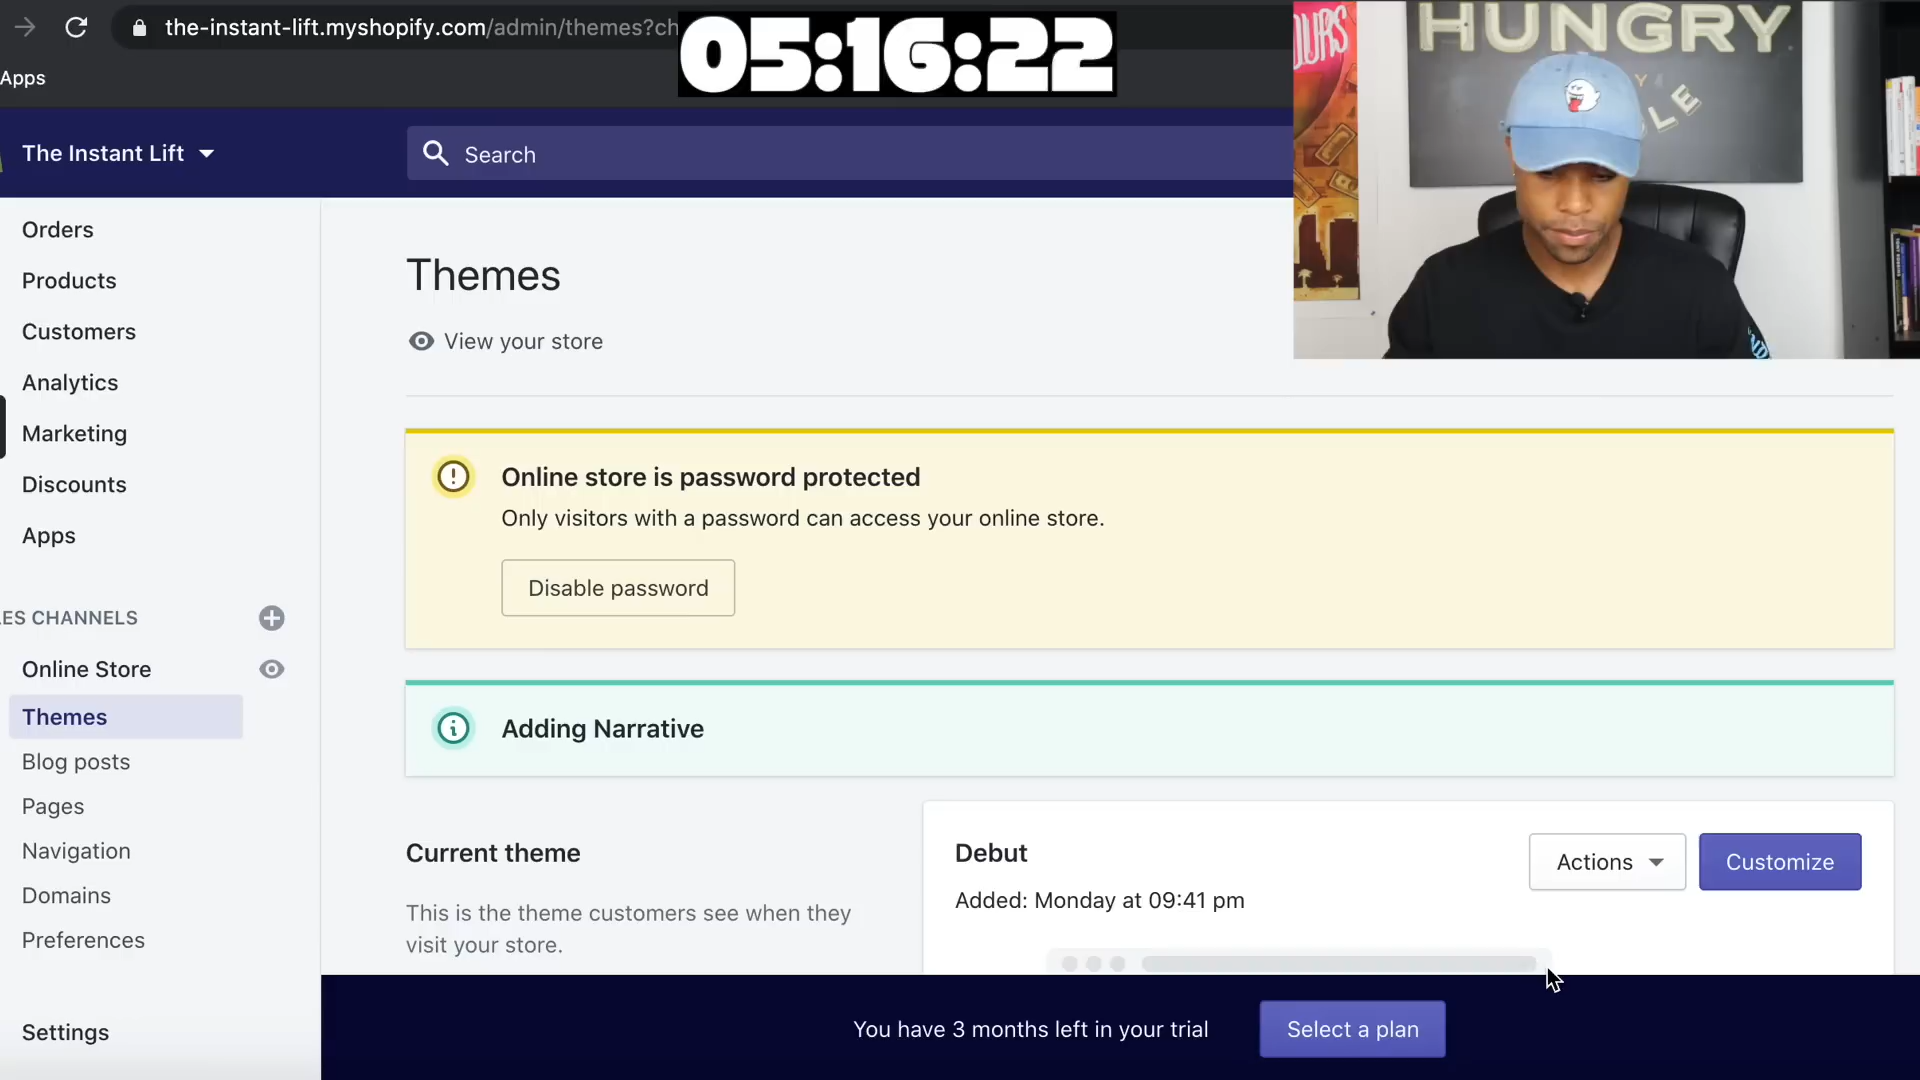 the-instant-lift.myshopify.com/admin/themes?ch
05:16:22
HUNGRY
Apps
The Instant Lift
Search
Orders
Products
Customers
Analytics
Marketing
Discounts
Apps
ES CHANNELS
Online Store
Themes
Blog posts
Pages
Navigation
Domains
Preferences
Settings
Themes
View your store
Online store is password protected
Only visitors with a password can access your online store.
Disable password
Adding Narrative
Current theme
This is the theme customers see when they
visit your store.
Debut
Added: Monday at 09:41 pm
Actions
Customize
You have 3 months left in your trial
Select a plan